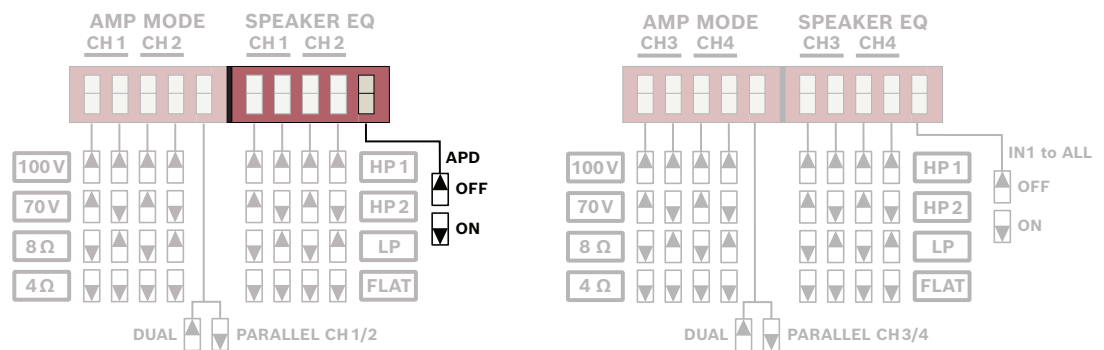 AMP MODE SPEAKER EQ
CH 1 CH 2 CH 1 CH 2
100 V HP 1 APD
70 V HP 2 OFF
8 Ω LP ON
4 Ω FLAT
DUAL PARALLEL CH 1/2
AMP MODE SPEAKER EQ
CH3 CH4 CH3 CH4
100 V HP 1 IN1 to ALL
70 V HP 2 OFF
8 Ω LP ON
4 Ω FLAT
DUAL PARALLEL CH 3/4